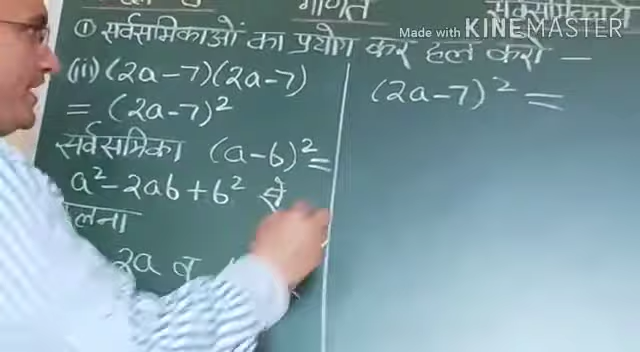 गणित
Made with KINEMASTER
① सर्वसमिकाओं का प्रयोग कर हल करो —
(ii) (2a-7)(2a-7)
= (2a-7)²
सर्वसमिका (a-b)² =
a² - 2ab + b² से
2a व
(2a-7)² =